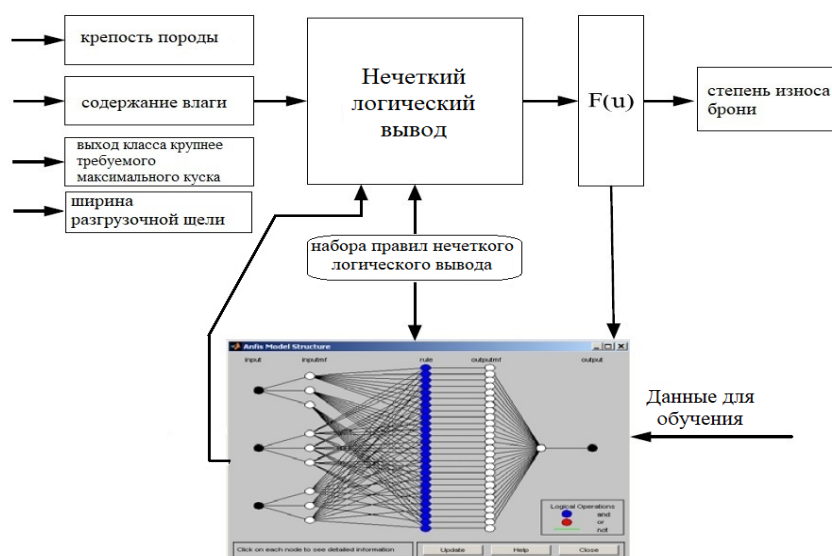 крепость породы
содержание влаги
выход класса крупнее
требуемого
максимального куска
ширина
разгрузочной щели
Нечеткий
логический
вывод
F(u)
степень износа
брони
набора правил нечеткого
логического вывода
Anfis Model Structure
input
inputmf
rule
outputmf
output
Logical Operations
and
or
not
Click on each node to see detailed information
Update
Help
Close
Данные для
обучения